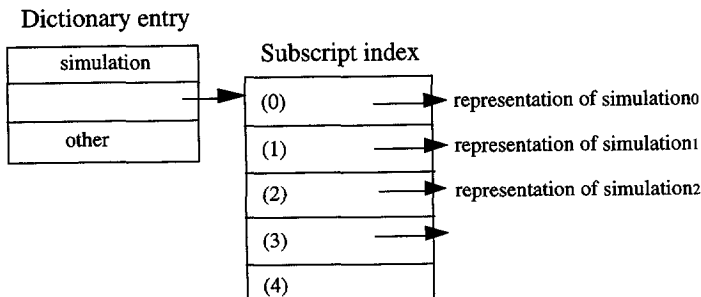 Dictionary entry
simulation
other
Subscript index
(0)
representation of simulation0
(1)
representation of simulation1
(2)
representation of simulation2
(3)
(4)